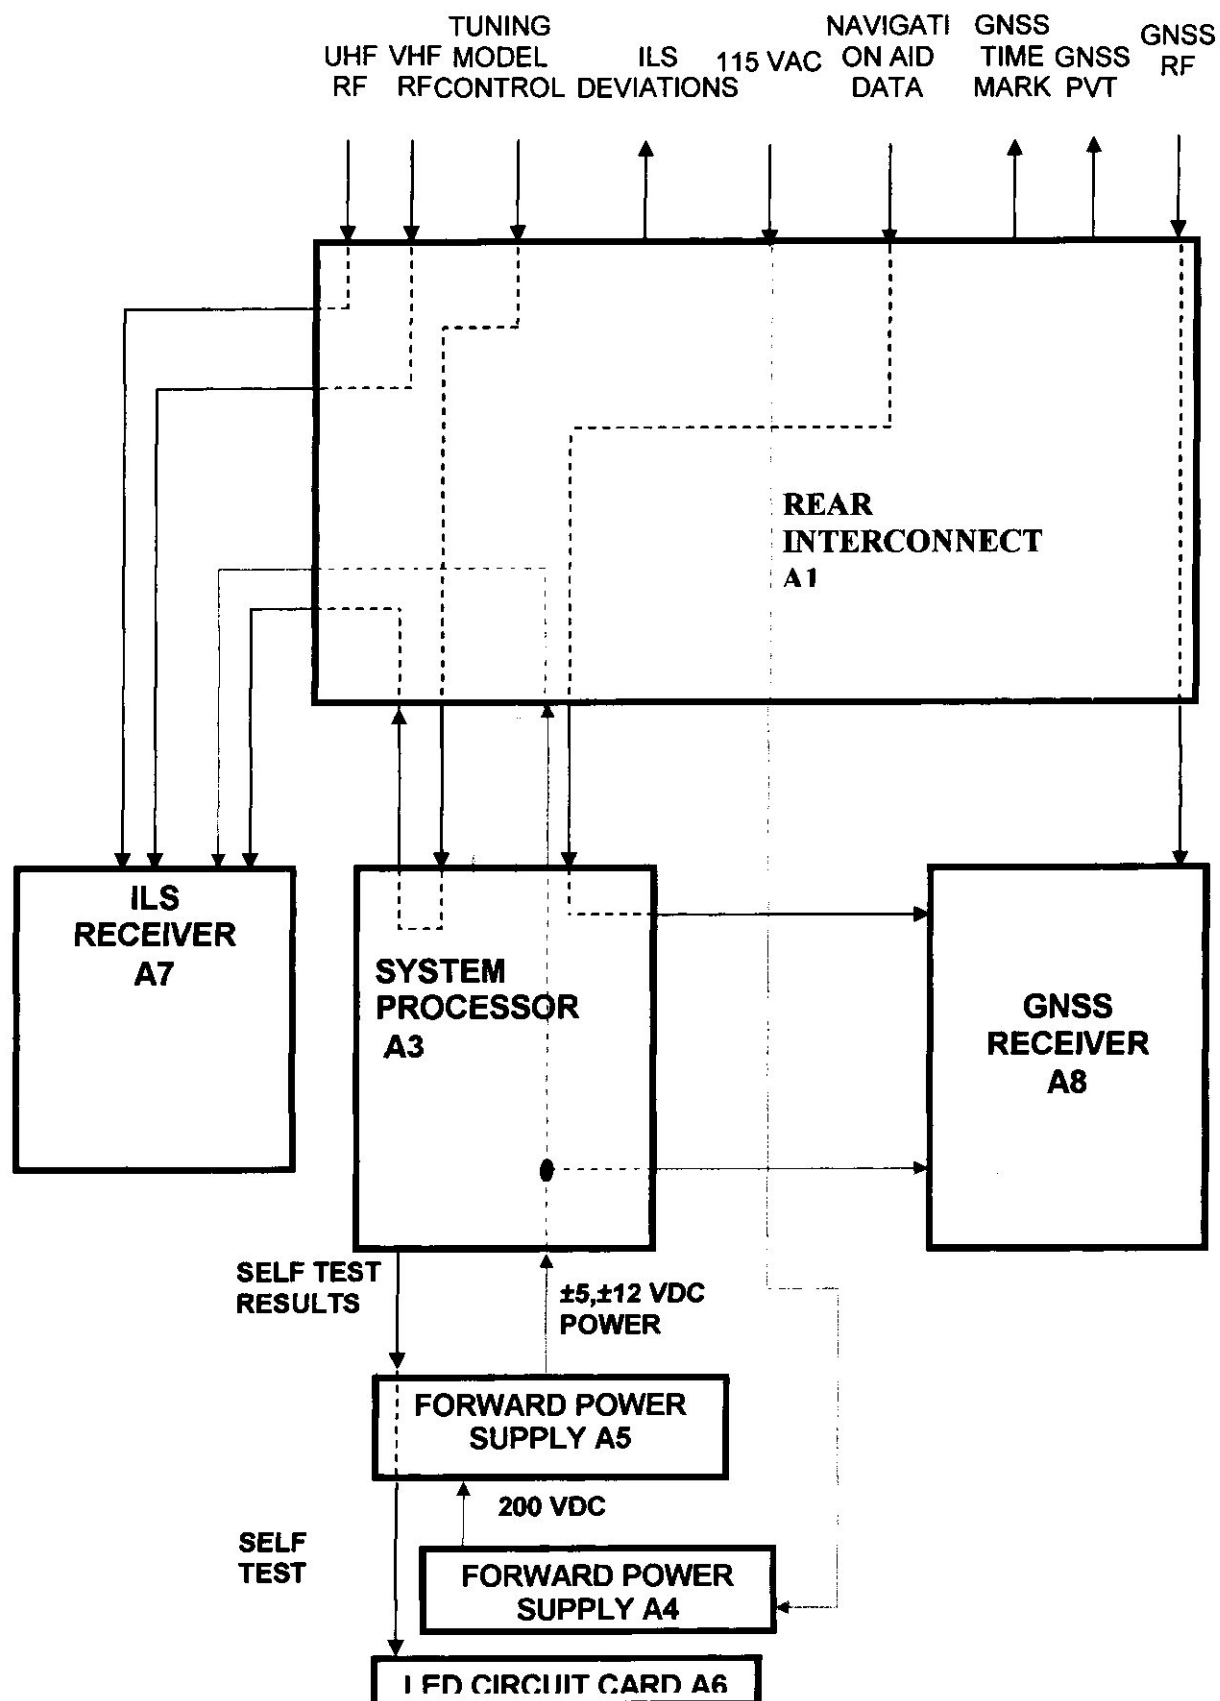 UHF
RF
VHF
RF
TUNING
MODEL
CONTROL
ILS
DEVIATIONS
115 VAC
NAVIGATI
ON AID
DATA
GNSS
TIME
MARK
GNSS
PVT
GNSS
RF
REAR
INTERCONNECT
A1
ILS
RECEIVER
A7
SYSTEM
PROCESSOR
A3
GNSS
RECEIVER
A8
SELF TEST
RESULTS
±5,±12 VDC
POWER
FORWARD POWER
SUPPLY A5
200 VDC
SELF
TEST
FORWARD POWER
SUPPLY A4
LED CIRCUIT CARD A6